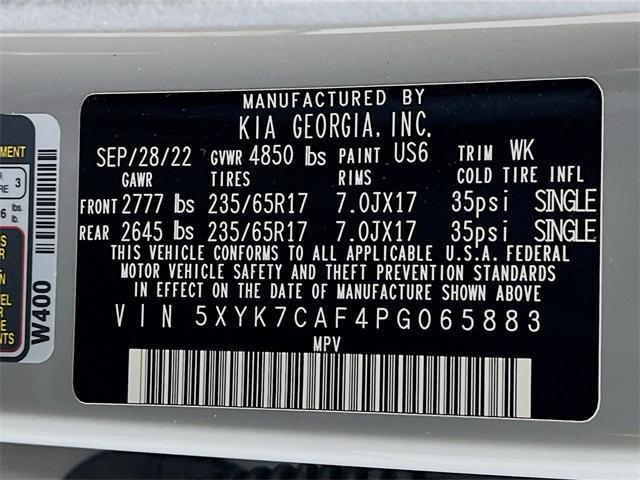 MANUFACTURED BY
KIA GEORGIA, INC.
SEP/28/22 GVWR 4850 lbs PAINT US6 TRIM WK
GAWR TIRES RIMS COLD TIRE INFL
FRONT 2777 lbs 235/65R17 7.0JX17 35psi SINGLE
REAR 2645 lbs 235/65R17 7.0JX17 35psi SINGLE
THIS VEHICLE CONFORMS TO ALL APPLICABLE U.S.A. FEDERAL
MOTOR VEHICLE SAFETY AND THEFT PREVENTION STANDARDS
IN EFFECT ON THE DATE OF MANUFACTURE SHOWN ABOVE
VIN 5XYK7CAF4PG065883
MPV
W400
3
lbs.